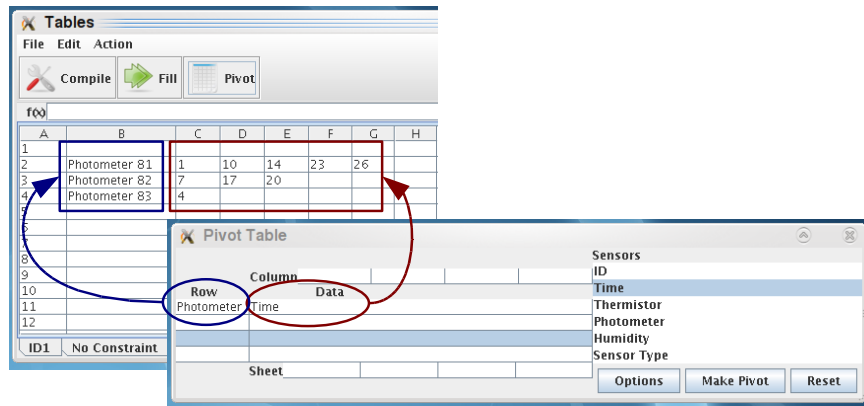 Tables
File Edit Action
Compile Fill Pivot
f(x)
A B C D E F G H
1
2 Photometer 81 1 10 14 23 26
3 Photometer 82 7 17 20
4 Photometer 83 4
5
6
7
8
9
10
11
12
ID1 No Constraint
Pivot Table
Sensors
Column ID
Row Data Time
Photometer Time Thermistor
Photometer
Humidity
Sensor Type
Sheet
Options Make Pivot Reset